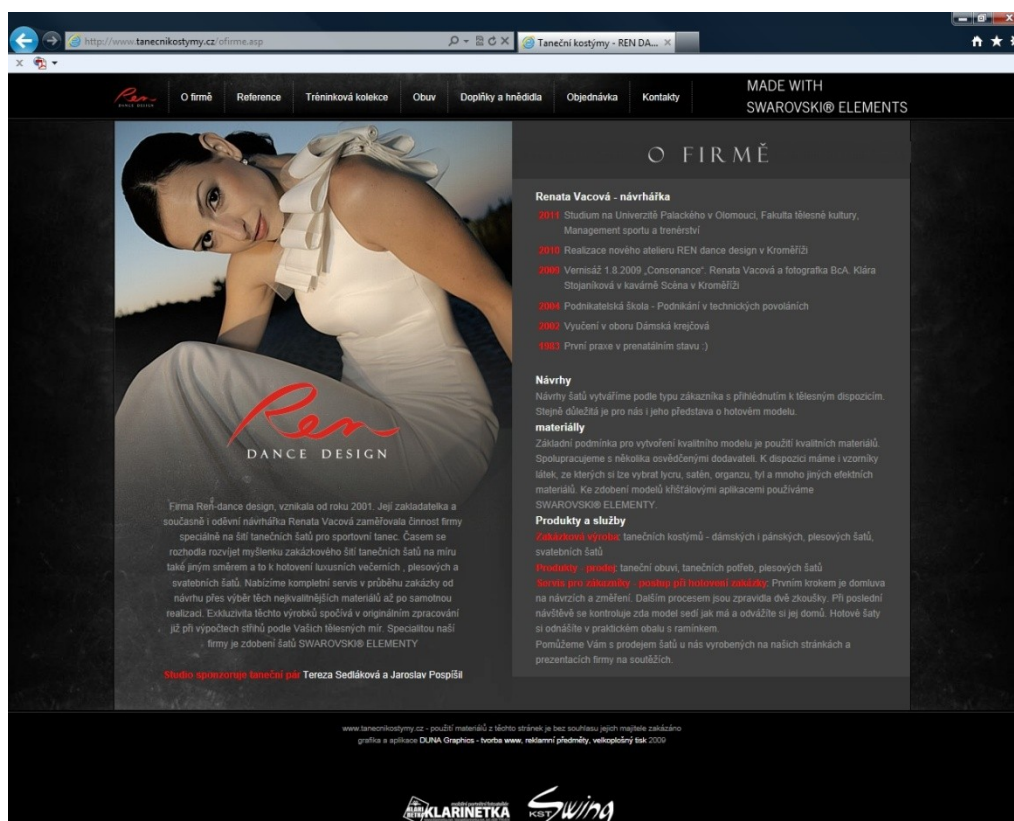 http://www.tanecnikostymy.cz/ofirme.asp
Taneční kostýmy - REN DA...
Ren
DANCE DESIGN
O firmě
Reference
Tréninková kolekce
Obuv
Doplňky a hnědidla
Objednávka
Kontakty
MADE WITH
SWAROVSKI® ELEMENTS
Ren
DANCE DESIGN
Firma Ren-dance design, vznikala od roku 2001. Její zakladatelka a
současně i oděvní návrhářka Renata Vacová zaměřovala činnost firmy
speciálně na šití tanečních šatů pro sportovní tanec. Časem se
rozhodla rozvíjet myšlenku zakázkového šití tanečních šatů na míru
také jiným směrem a to k hotovení luxusních večerních , plesových a
svatebních šatů. Nabízíme kompletní servis v průběhu zakázky od
návrhu přes výběr těch nejkvalitnějších materiálů až po samotnou
realizaci. Exkluzivita těchto výrobků spočívá v originálním zpracování
již při výpočtech střihů podle Vašich tělesných mír. Specialitou naší
firmy je zdobení šatů SWAROVSKI® ELEMENTY
Studio sponzoruje taneční pár Tereza Sedláková a Jaroslav Pospíšil
O FIRMĚ
Renata Vacová - návrhářka
2011 Studium na Univerzitě Palackého v Olomouci, Fakulta tělesné kultury,
Management sportu a trenérství
2010 Realizace nového atelieru REN dance design v Kroměříži
2009 Vernisáž 1.8.2009 „Consonance“. Renata Vacová a fotografka BcA. Klára
Stojaníková v kavárně Scéna v Kroměříži
2004 Podnikatelská škola - Podnikání v technických povoláních
2002 Vyučení v oboru Dámská krejčová
1983 První praxe v prenatálním stavu :)
Návrhy
Návrhy šatů vytváříme podle typu zákazníka s přihlédnutím k tělesným dispozicím.
Stejně důležitá je pro nás i jeho představa o hotovém modelu.
materiálly
Základní podmínka pro vytvoření kvalitního modelu je použití kvalitních materiálů.
Spolupracujeme s několika osvědčenými dodavateli. K dispozici máme i vzorníky
látek, ze kterých si lze vybrat lycru, satén, organzu, tyl a mnoho jiných efektních
materiálů. Ke zdobení modelů křišťálovými aplikacemi používáme
SWAROVSKI® ELEMENTY.
Produkty a služby
Zakázková výroba: tanečních kostýmů - dámských i pánských, plesových šatů,
svatebních šatů
Produkty - prodej: taneční obuvi, tanečních potřeb, plesových šatů
Servis pro zákazníky - postup při hotovení zakázky: Prvním krokem je domluva
na návrzích a změření. Dalším procesem jsou zpravidla dvě zkoušky. Při poslední
návštěvě se kontroluje zda model sedí jak má a odvážíte si jej domů. Hotové šaty
si odnášíte v praktickém obalu s ramínkem.
Pomůžeme Vám s prodejem šatů u nás vyrobených na našich stránkách a
prezentacích firmy na soutěžích.
www.tanecnikostymy.cz - použití materiálů z těchto stránek je bez souhlasu jejich majitele zakázáno
grafika a aplikace DUNA Graphics - tvorba www, reklamní předměty, velkoplošný tisk 2009
KLARINETKA
KST Swing